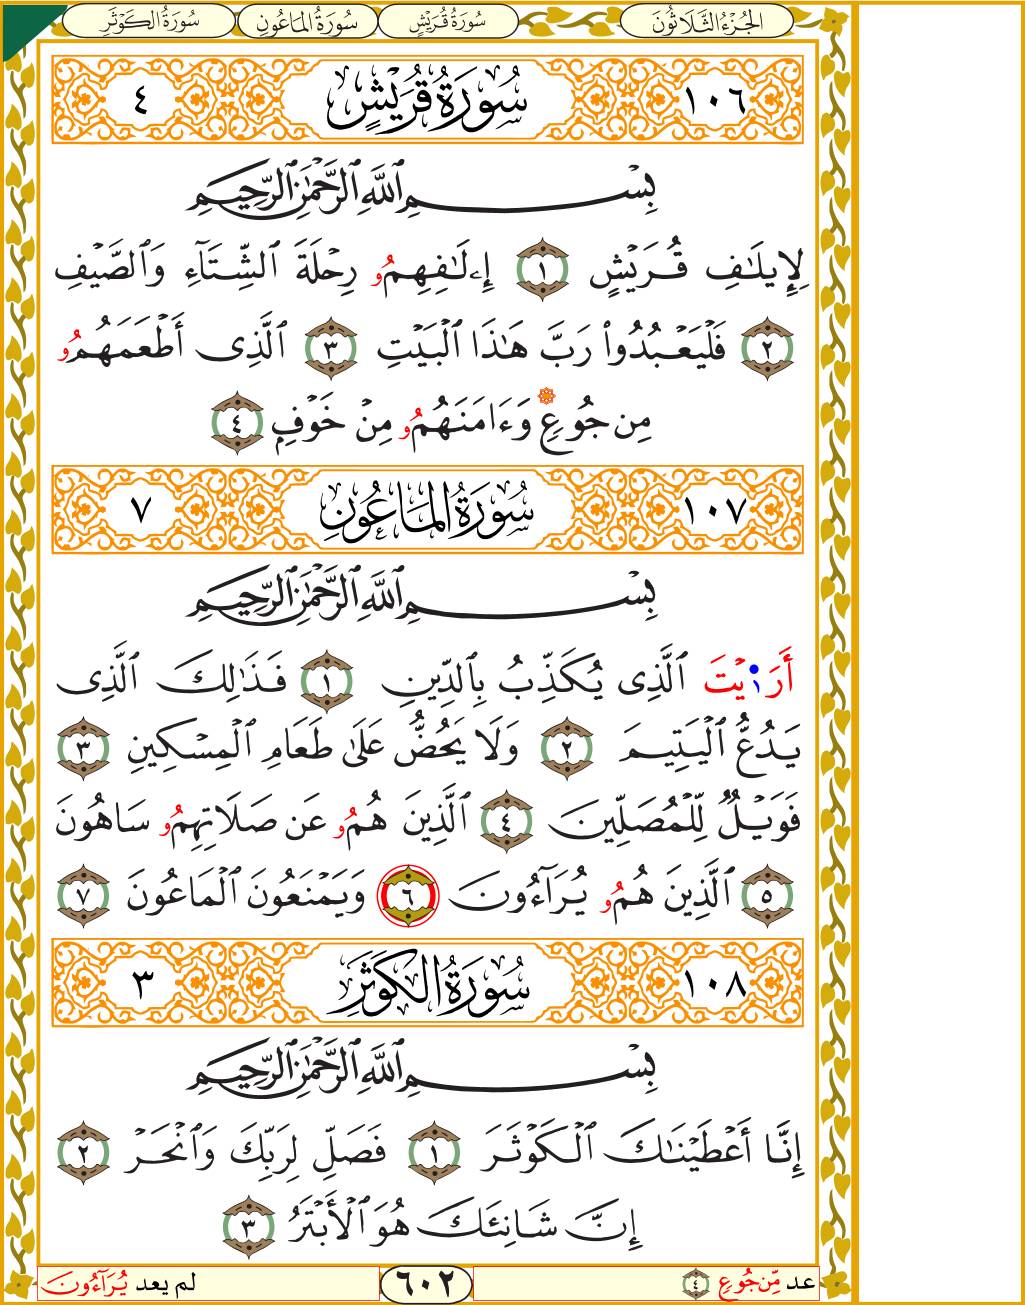 الجُزْءُ الثَّلَاثُونَ سُورَةُ قُرَيْشٍ سُورَةُ المَاعُونِ سُورَةُ الكَوْثَرِ
١٠٦ سُورَةُ قُرَيْشٍ ٤
بِسْمِ ٱللَّهِ ٱلرَّحْمَٰنِ ٱلرَّحِيمِ
لِإِيلَٰفِ قُرَيْشٍ ١ إِۦلَٰفِهِمُو رِحْلَةَ ٱلشِّتَآءِ وَٱلصَّيْفِ
٢ فَلْيَعْبُدُوا۟ رَبَّ هَٰذَا ٱلْبَيْتِ ٣ ٱلَّذِى أَطْعَمَهُمُو
مِن جُوعٍ وَءَامَنَهُمُو مِنْ خَوْفٍ ٤
١٠٧ سُورَةُ المَاعُونِ ٧
بِسْمِ ٱللَّهِ ٱلرَّحْمَٰنِ ٱلرَّحِيمِ
أَرَٰ۬يْتَ ٱلَّذِى يُكَذِّبُ بِٱلدِّينِ ١ فَذَٰلِكَ ٱلَّذِى
يَدُعُّ ٱلْيَتِيمَ ٢ وَلَا يَحُضُّ عَلَىٰ طَعَامِ ٱلْمِسْكِينِ ٣
فَوَيْلٌ لِّلْمُصَلِّينَ ٤ ٱلَّذِينَ هُمُو عَن صَلَاتِهِمُو سَاهُونَ
٥ ٱلَّذِينَ هُمُو يُرَآءُونَ ٦ وَيَمْنَعُونَ ٱلْمَاعُونَ ٧
١٠٨ سُورَةُ الكَوْثَرِ ٣
بِسْمِ ٱللَّهِ ٱلرَّحْمَٰنِ ٱلرَّحِيمِ
إِنَّا أَعْطَيْنَٰكَ ٱلْكَوْثَرَ ١ فَصَلِّ لِرَبِّكَ وَٱنْحَرْ ٢
إِنَّ شَانِئَكَ هُوَ ٱلْأَبْتَرُ ٣
عد مِّن جُوعٍ ٤ ٦٠٢ لم يعد يُرَآءُونَ